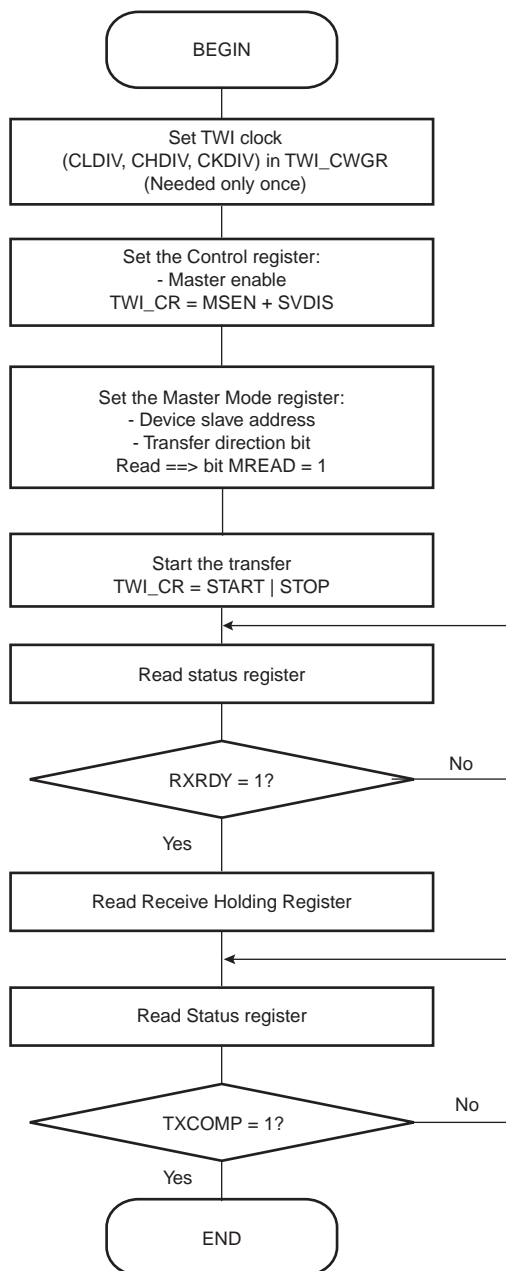 BEGIN
Set TWI clock
(CLDIV, CHDIV, CKDIV) in TWI_CWGR
(Needed only once)
Set the Control register:
- Master enable
TWI_CR = MSEN + SVDIS
Set the Master Mode register:
- Device slave address
- Transfer direction bit
Read ==> bit MREAD = 1
Start the transfer
TWI_CR = START | STOP
Read status register
RXRDY = 1?
No
Yes
Read Receive Holding Register
Read Status register
TXCOMP = 1?
No
Yes
END